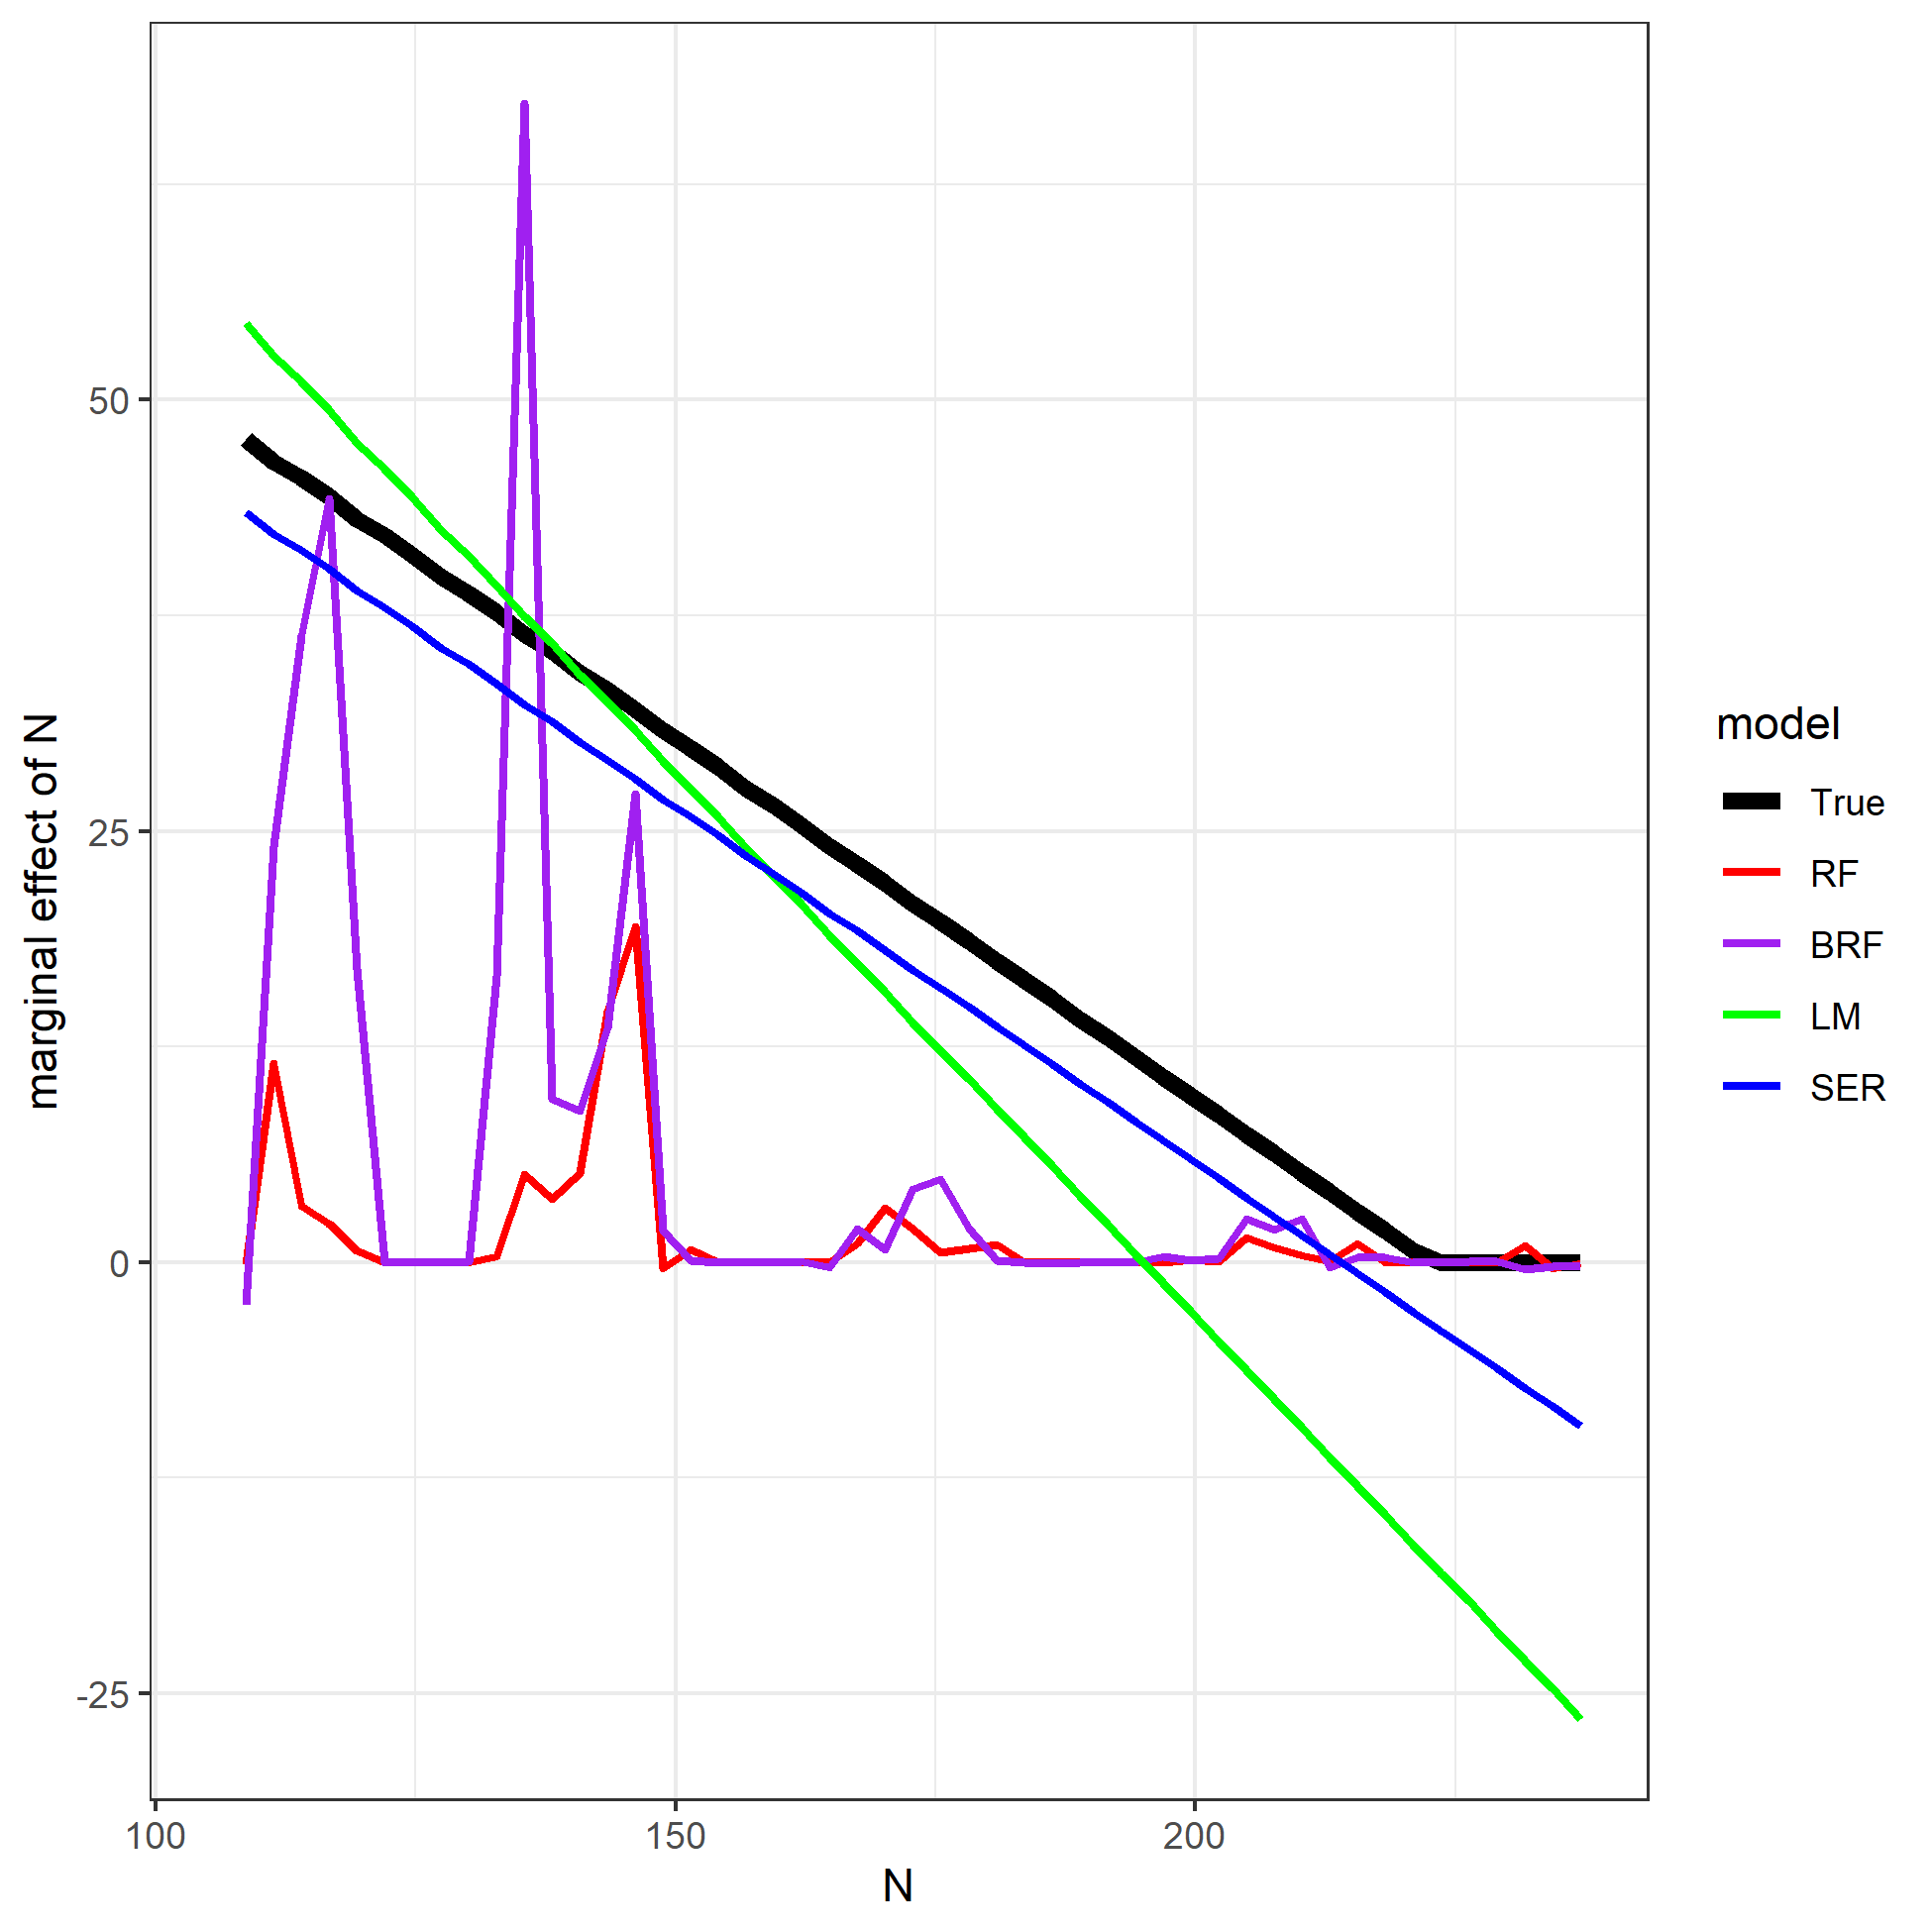 marginal effect of N
50
25
0
-25
100
150
200
N
model
True
RF
BRF
LM
SER